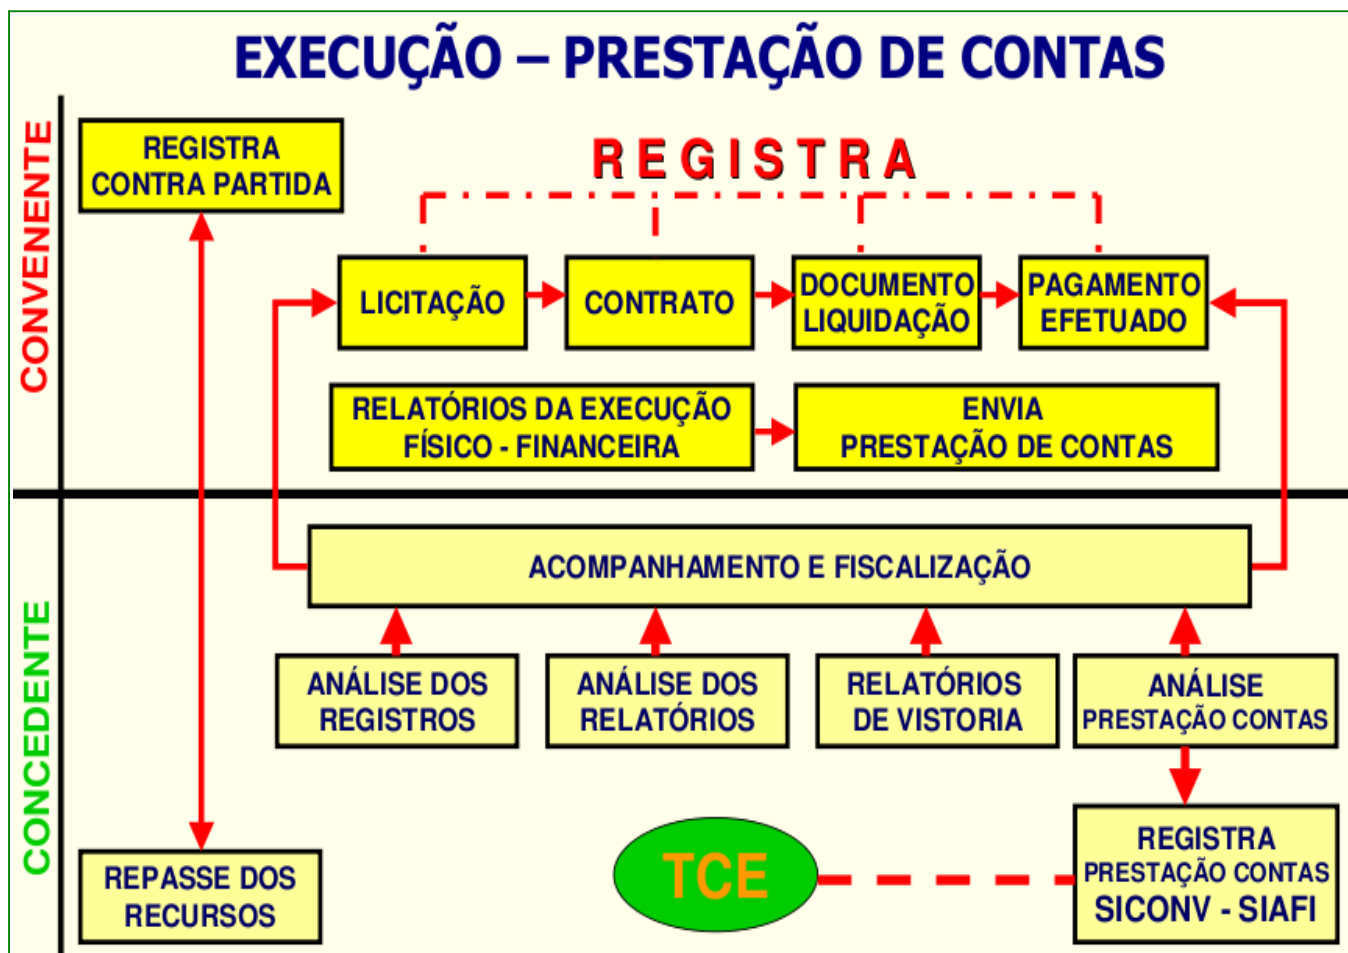 EXECUÇÃO – PRESTAÇÃO DE CONTAS
CONVENENTE
REGISTRA
CONTRA PARTIDA
REGISTRA
LICITAÇÃO
CONTRATO
DOCUMENTO
LIQUIDAÇÃO
PAGAMENTO
EFETUADO
RELATÓRIOS DA EXECUÇÃO
FÍSICO - FINANCEIRA
ENVIA
PRESTAÇÃO DE CONTAS
CONCEDENTE
ACOMPANHAMENTO E FISCALIZAÇÃO
ANÁLISE DOS
REGISTROS
ANÁLISE DOS
RELATÓRIOS
RELATÓRIOS
DE VISTORIA
ANÁLISE
PRESTAÇÃO CONTAS
REPASSE DOS
RECURSOS
TCE
REGISTRA
PRESTAÇÃO CONTAS
SICONV - SIAFI